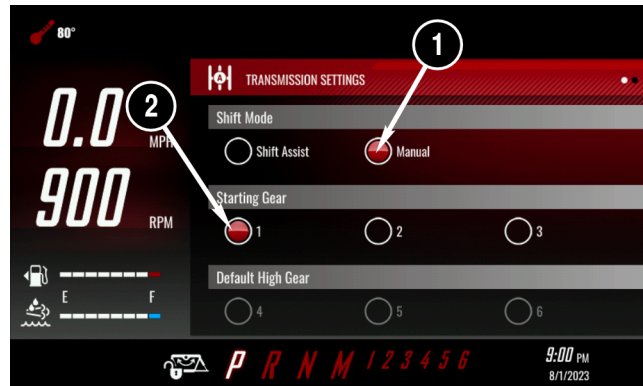 80°
1
TRANSMISSION SETTINGS
2
0.0 MPH
Shift Mode
Shift Assist Manual
900 RPM
Starting Gear
1 2 3
E F
Default High Gear
4 5 6
P R N M 1 2 3 4 5 6
9:00 PM
8/1/2023